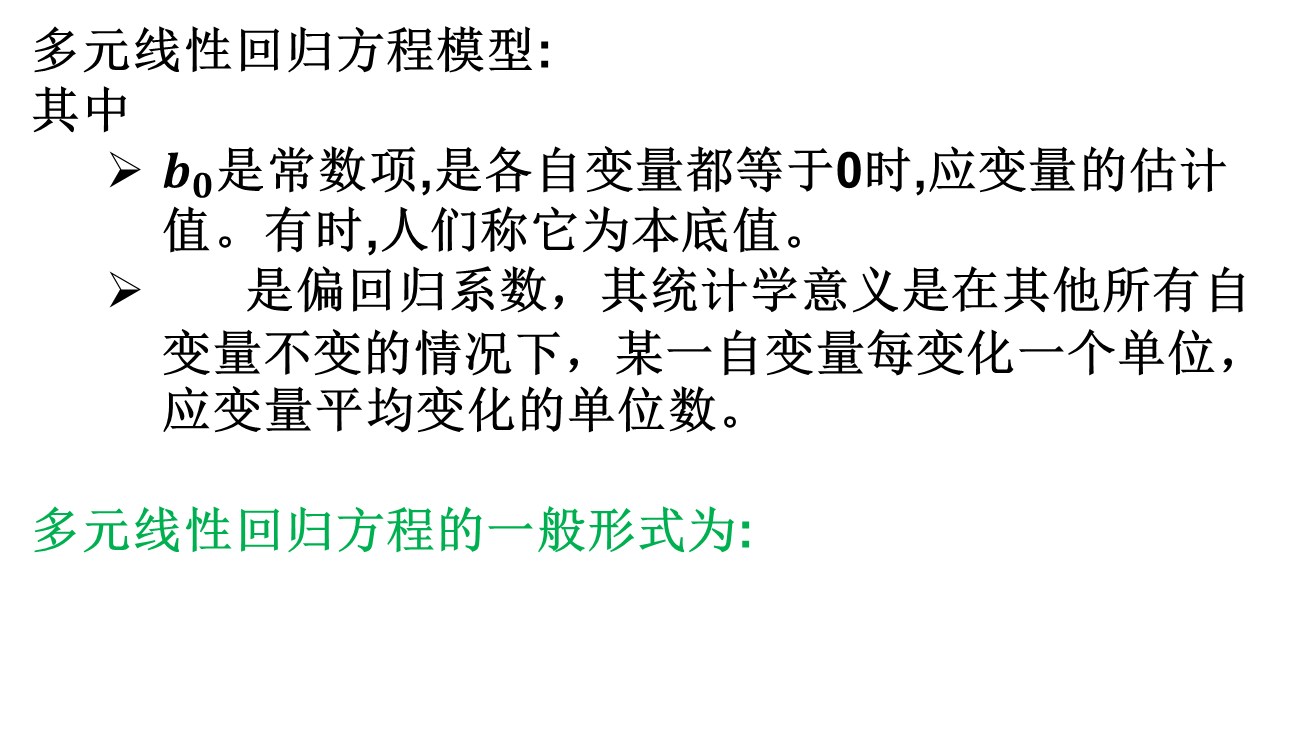 多元线性回归方程模型:
其中
➢ b₀是常数项,是各自变量都等于0时,应变量的估计
值。有时,人们称它为本底值。
➢ 是偏回归系数，其统计学意义是在其他所有自
变量不变的情况下，某一自变量每变化一个单位，
应变量平均变化的单位数。
多元线性回归方程的一般形式为: